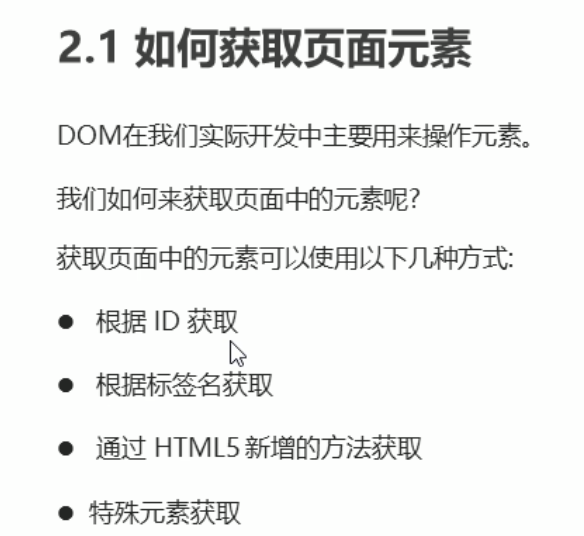 2.1 如何获取页面元素
DOM在我们实际开发中主要用来操作元素。
我们如何来获取页面中的元素呢?
获取页面中的元素可以使用以下几种方式:
● 根据 ID 获取
● 根据标签名获取
● 通过 HTML5 新增的方法获取
● 特殊元素获取